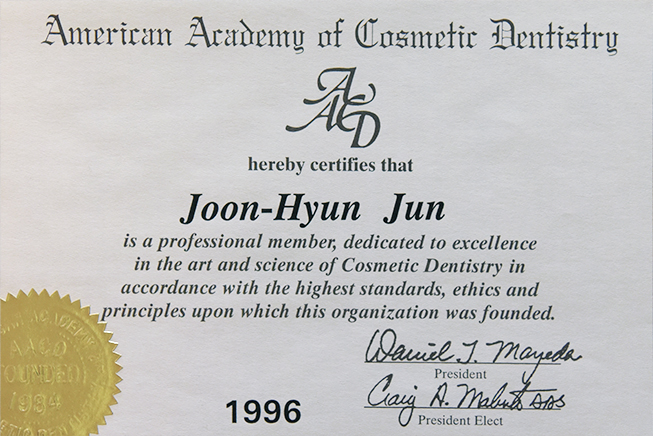 American Academy of Cosmetic Dentistry
AACD
hereby certifies that
Joon-Hyun Jun
is a professional member, dedicated to excellence
in the art and science of Cosmetic Dentistry in
accordance with the highest standards, ethics and
principles upon which this organization was founded.
Daniel T. Mayeda
President
Craig A.
President Elect
1996
AACD
FOUNDED
1984